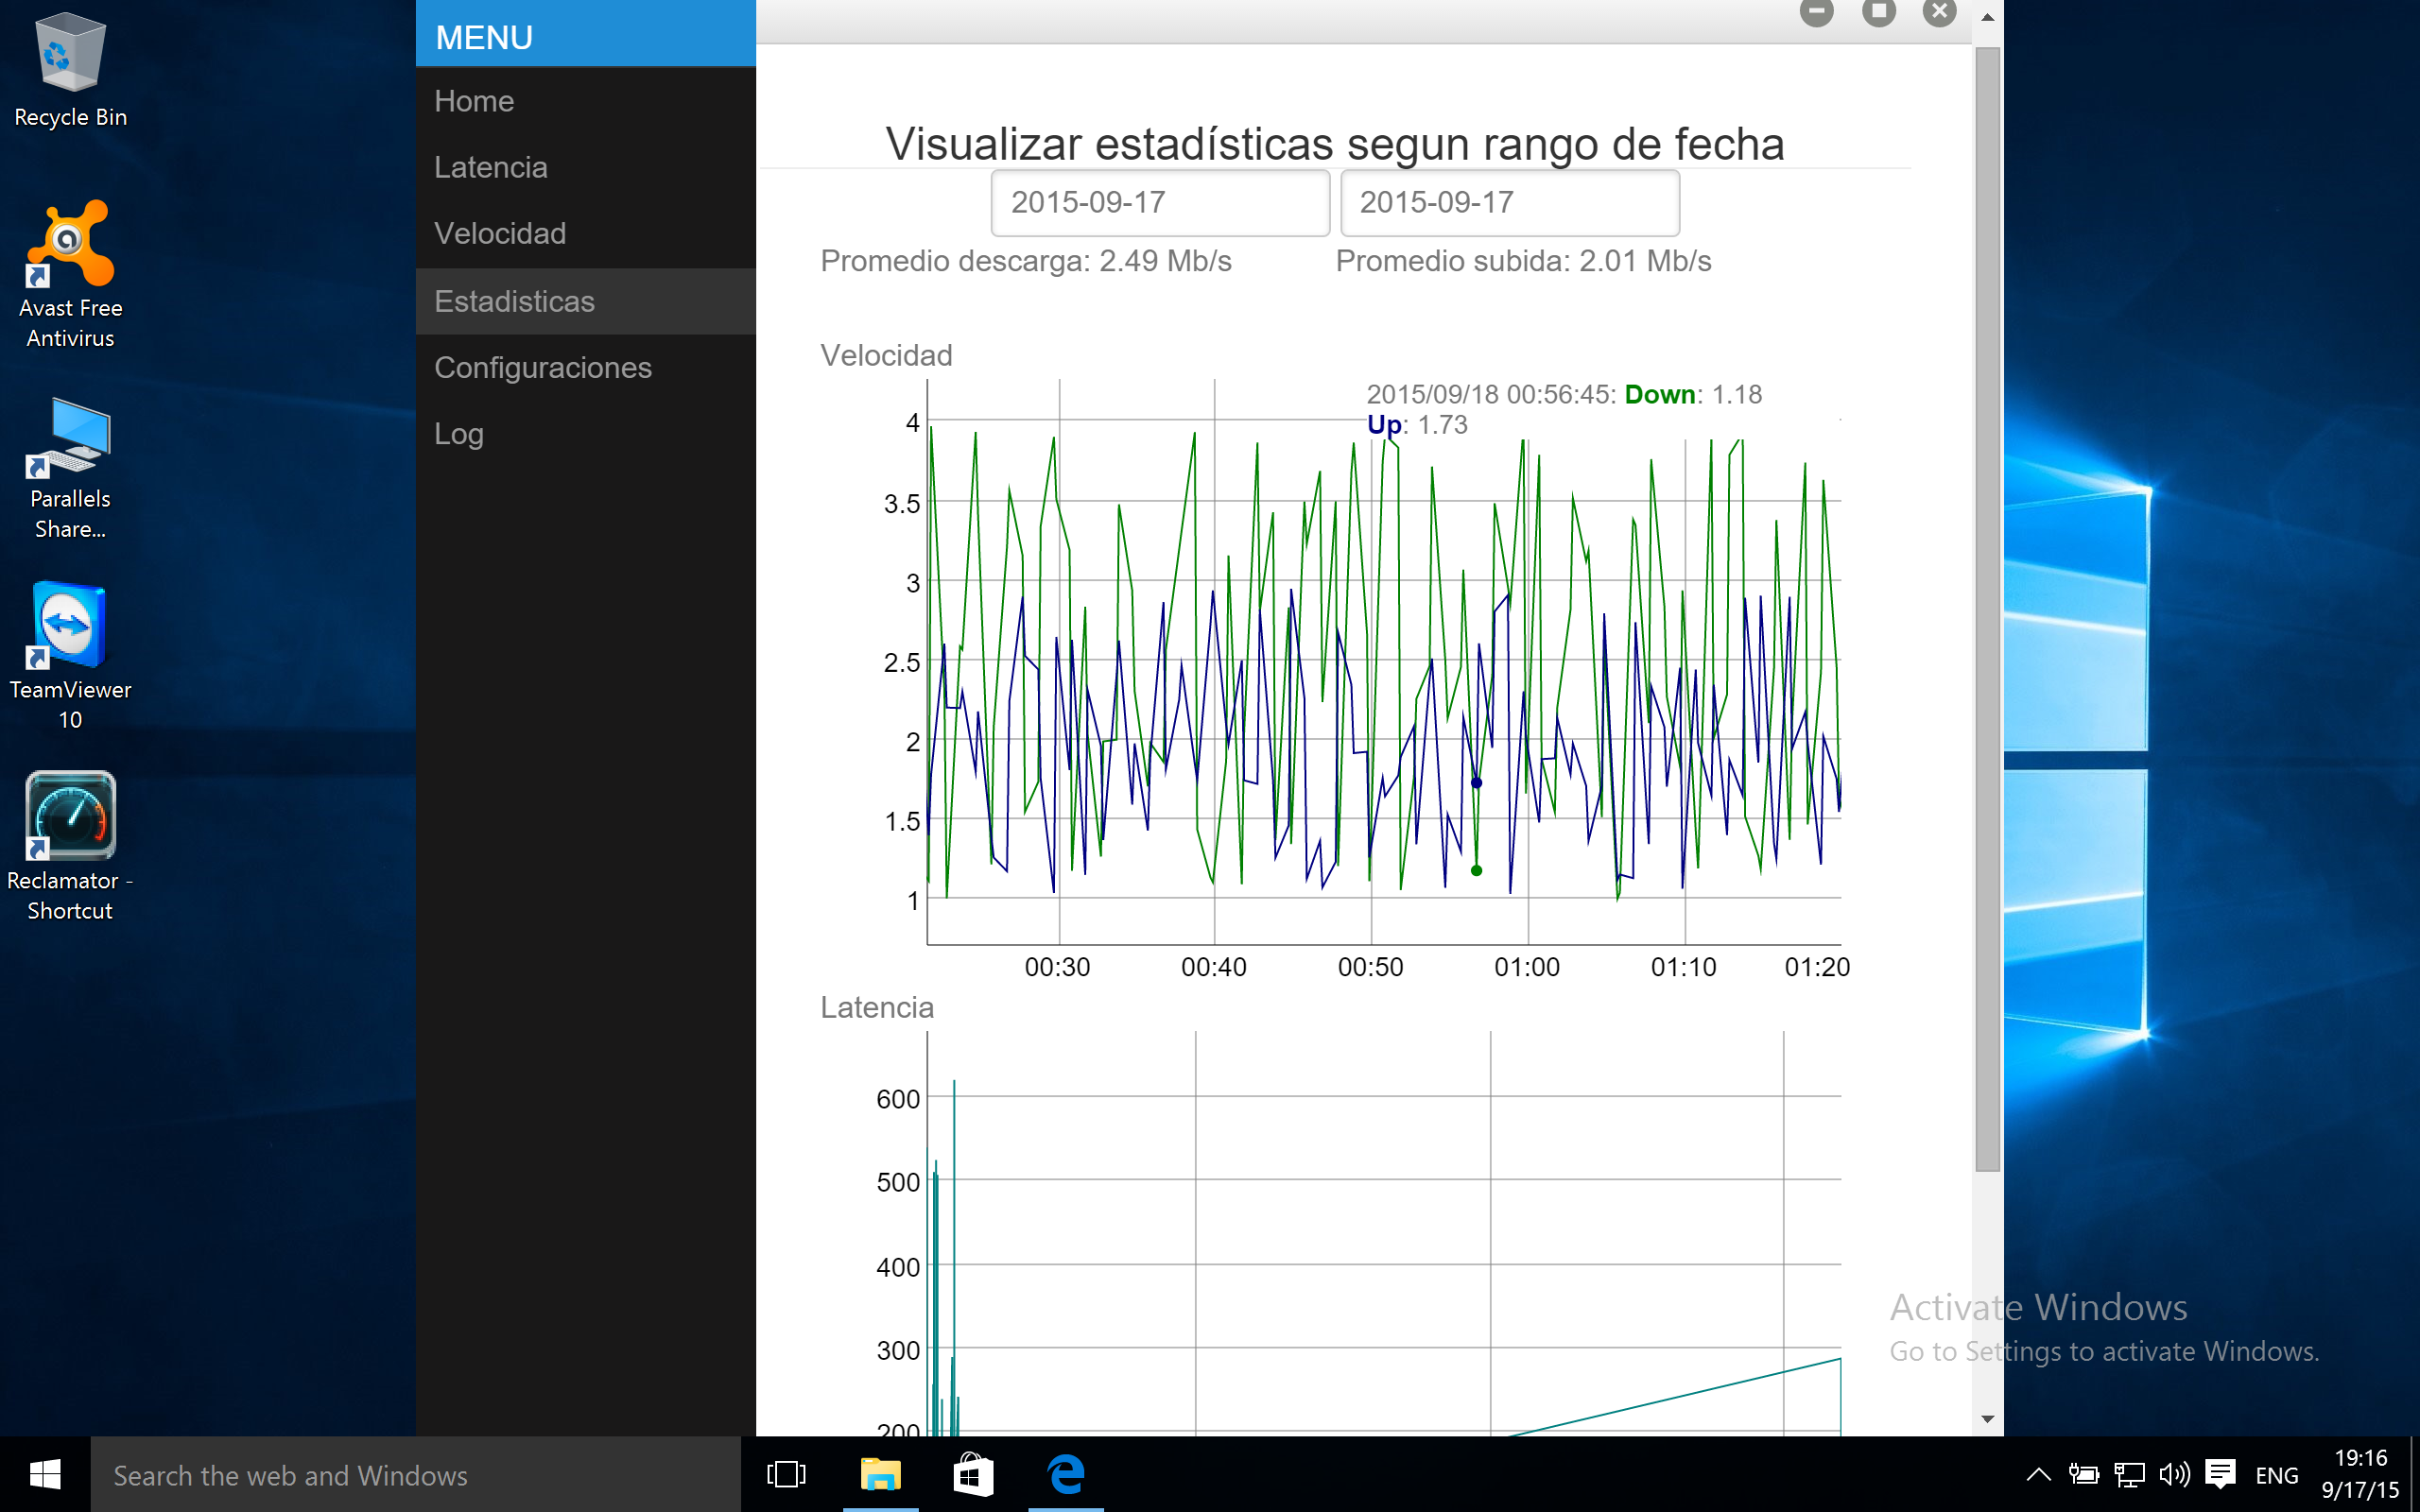 Recycle Bin
Avast Free
Antivirus
Parallels
Share...
TeamViewer
10
Reclamator -
Shortcut
MENU
Home
Latencia
Velocidad
Estadisticas
Configuraciones
Log
Visualizar estadísticas segun rango de fecha
2015-09-17 2015-09-17
Promedio descarga: 2.49 Mb/s Promedio subida: 2.01 Mb/s
Velocidad
2015/09/18 00:56:45: Down: 1.18
Up: 1.73
4
3.5
3
2.5
2
1.5
1
00:30 00:40 00:50 01:00 01:10 01:20
Latencia
600
500
400
300
200
Activate Windows
Go to Settings to activate Windows.
Search the web and Windows
ENG
19:16
9/17/15